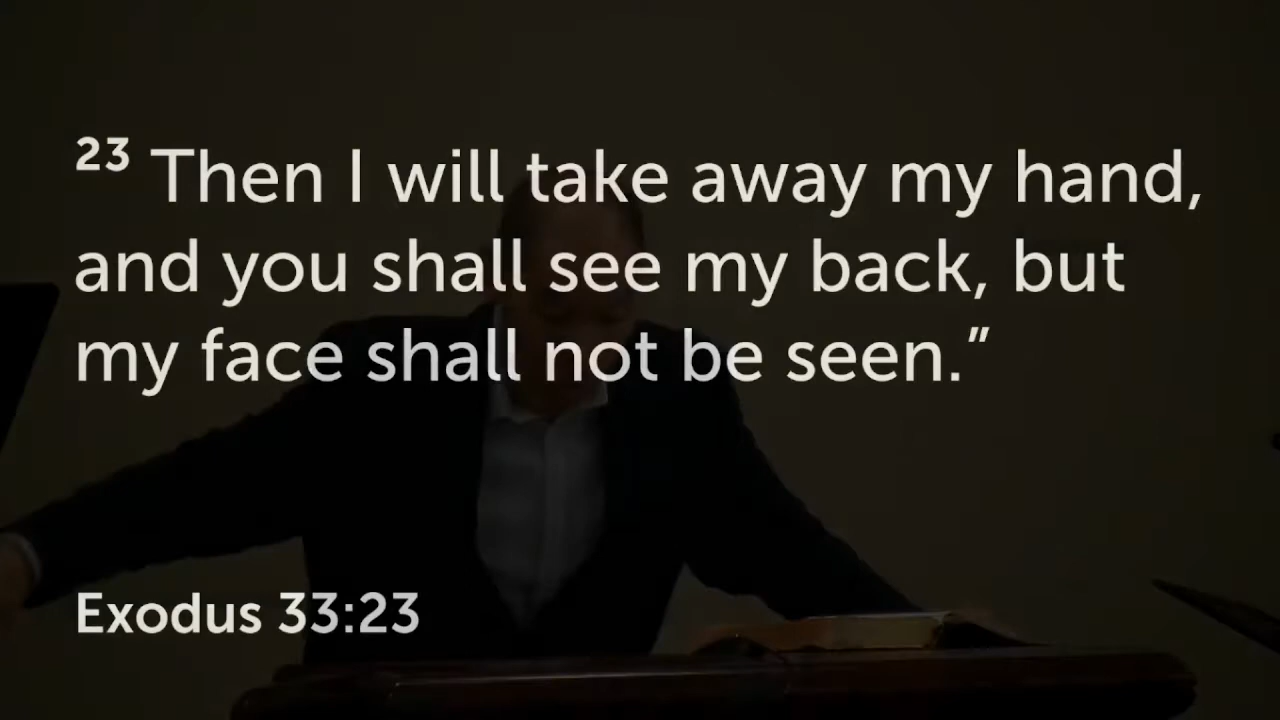 23 Then I will take away my hand,
and you shall see my back, but
my face shall not be seen.”
Exodus 33:23